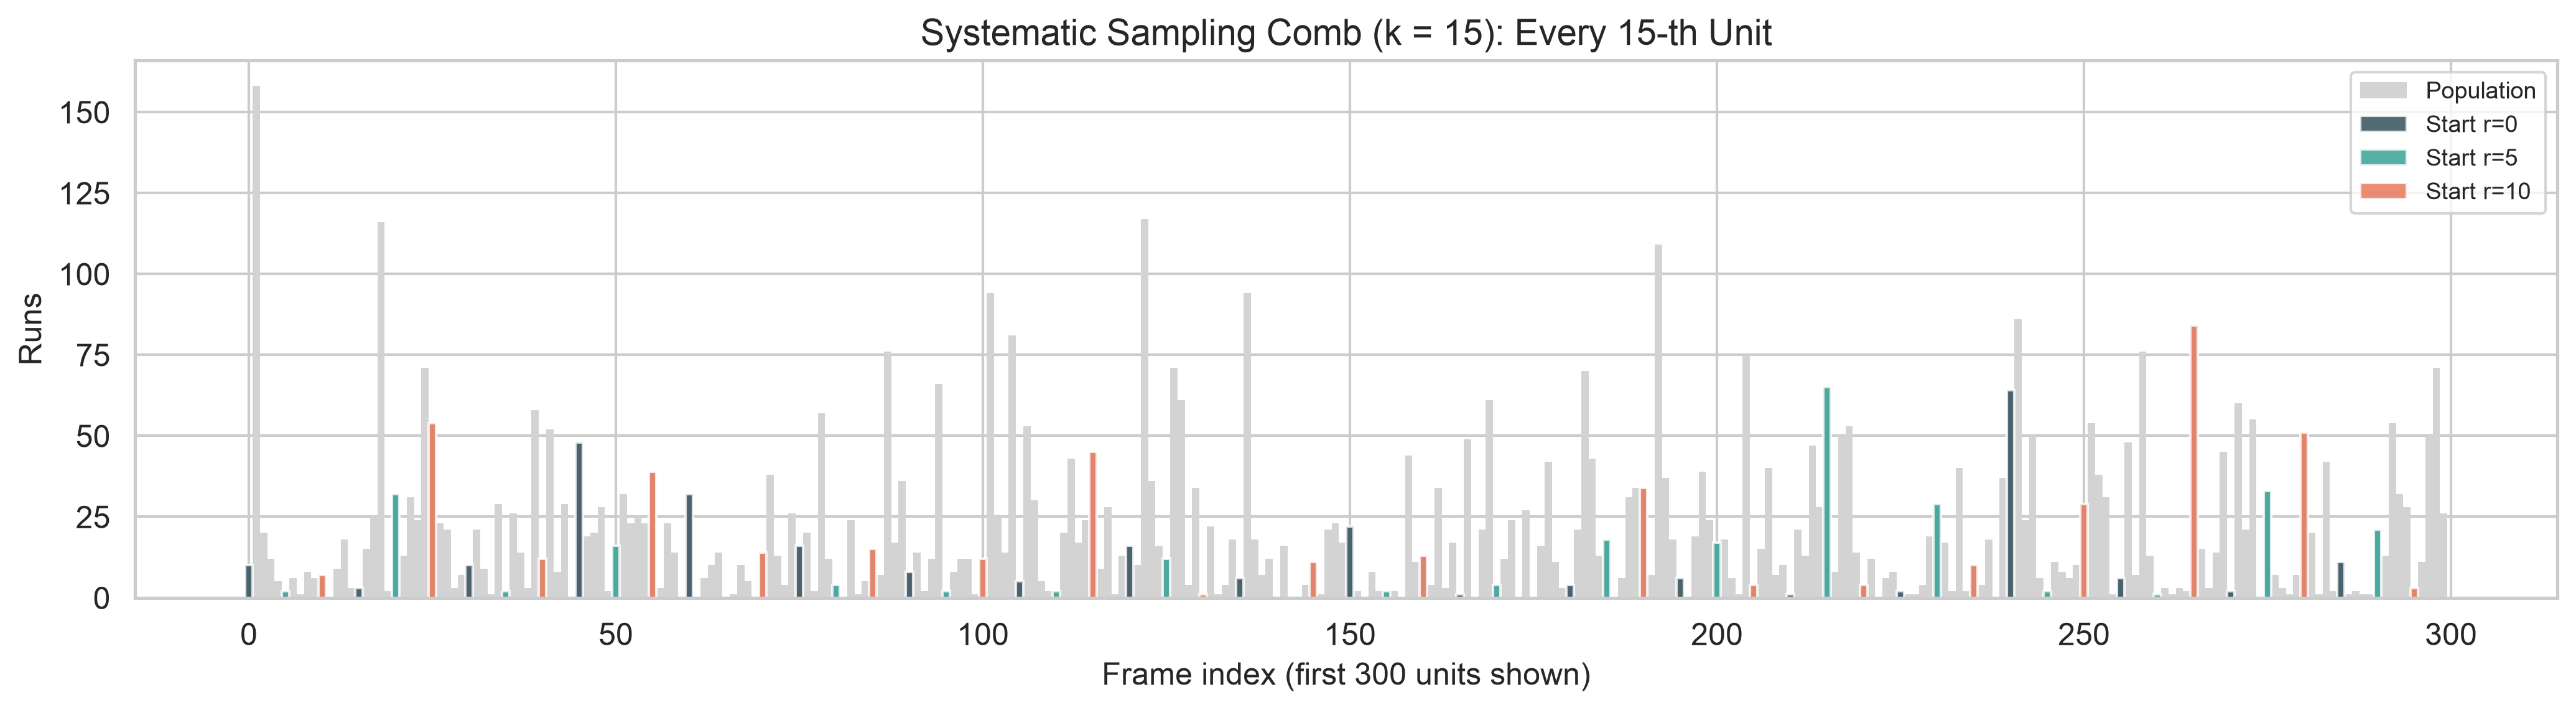 Systematic Sampling Comb (k = 15): Every 15-th Unit
Population
Start r=0
Start r=5
Start r=10
Runs
150
125
100
75
50
25
0
0 50 100 150 200 250 300
Frame index (first 300 units shown)